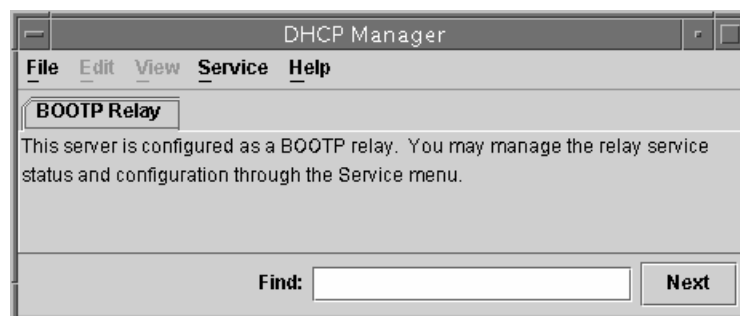 DHCP Manager
File Edit View Service Help
BOOTP Relay
This server is configured as a BOOTP relay. You may manage the relay service
status and configuration through the Service menu.
Find: Next